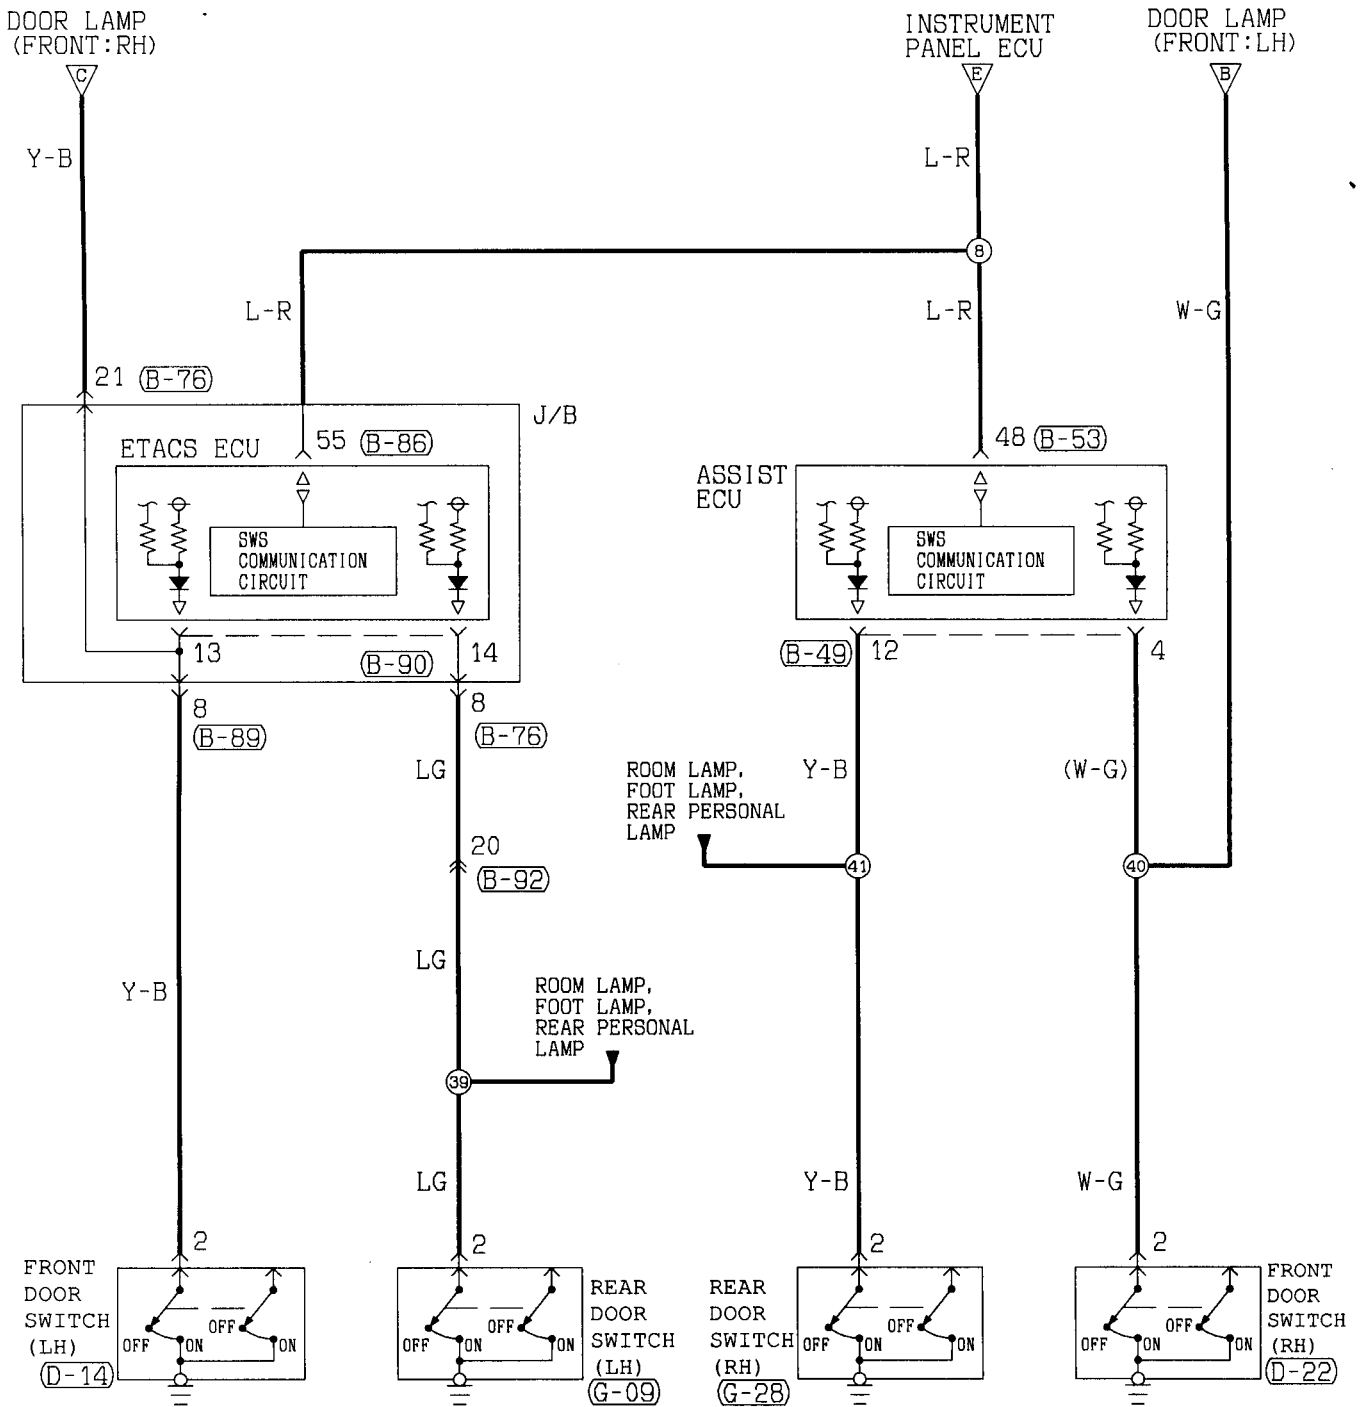 DOOR LAMP
(FRONT:RH)
INSTRUMENT
PANEL ECU
DOOR LAMP
(FRONT:LH)
C
E
B
Y-B
L-R
8
L-R
L-R
W-G
21 (B-76)
J/B
ETACS ECU
55 (B-86)
48 (B-53)
ASSIST
ECU
SWS
COMMUNICATION
CIRCUIT
SWS
COMMUNICATION
CIRCUIT
13
(B-90)
14
(B-49)
12
4
8
(B-89)
8
(B-76)
LG
ROOM LAMP,
FOOT LAMP,
REAR PERSONAL
LAMP
Y-B
(W-G)
20
(B-92)
41
40
LG
Y-B
ROOM LAMP,
FOOT LAMP,
REAR PERSONAL
LAMP
39
LG
Y-B
W-G
2
2
2
2
FRONT
DOOR
SWITCH
(LH)
(D-14)
OFF
ON
OFF
ON
OFF
ON
OFF
ON
REAR
DOOR
SWITCH
(LH)
(G-09)
REAR
DOOR
SWITCH
(RH)
(G-28)
OFF
ON
OFF
ON
OFF
ON
OFF
ON
FRONT
DOOR
SWITCH
(RH)
(D-22)